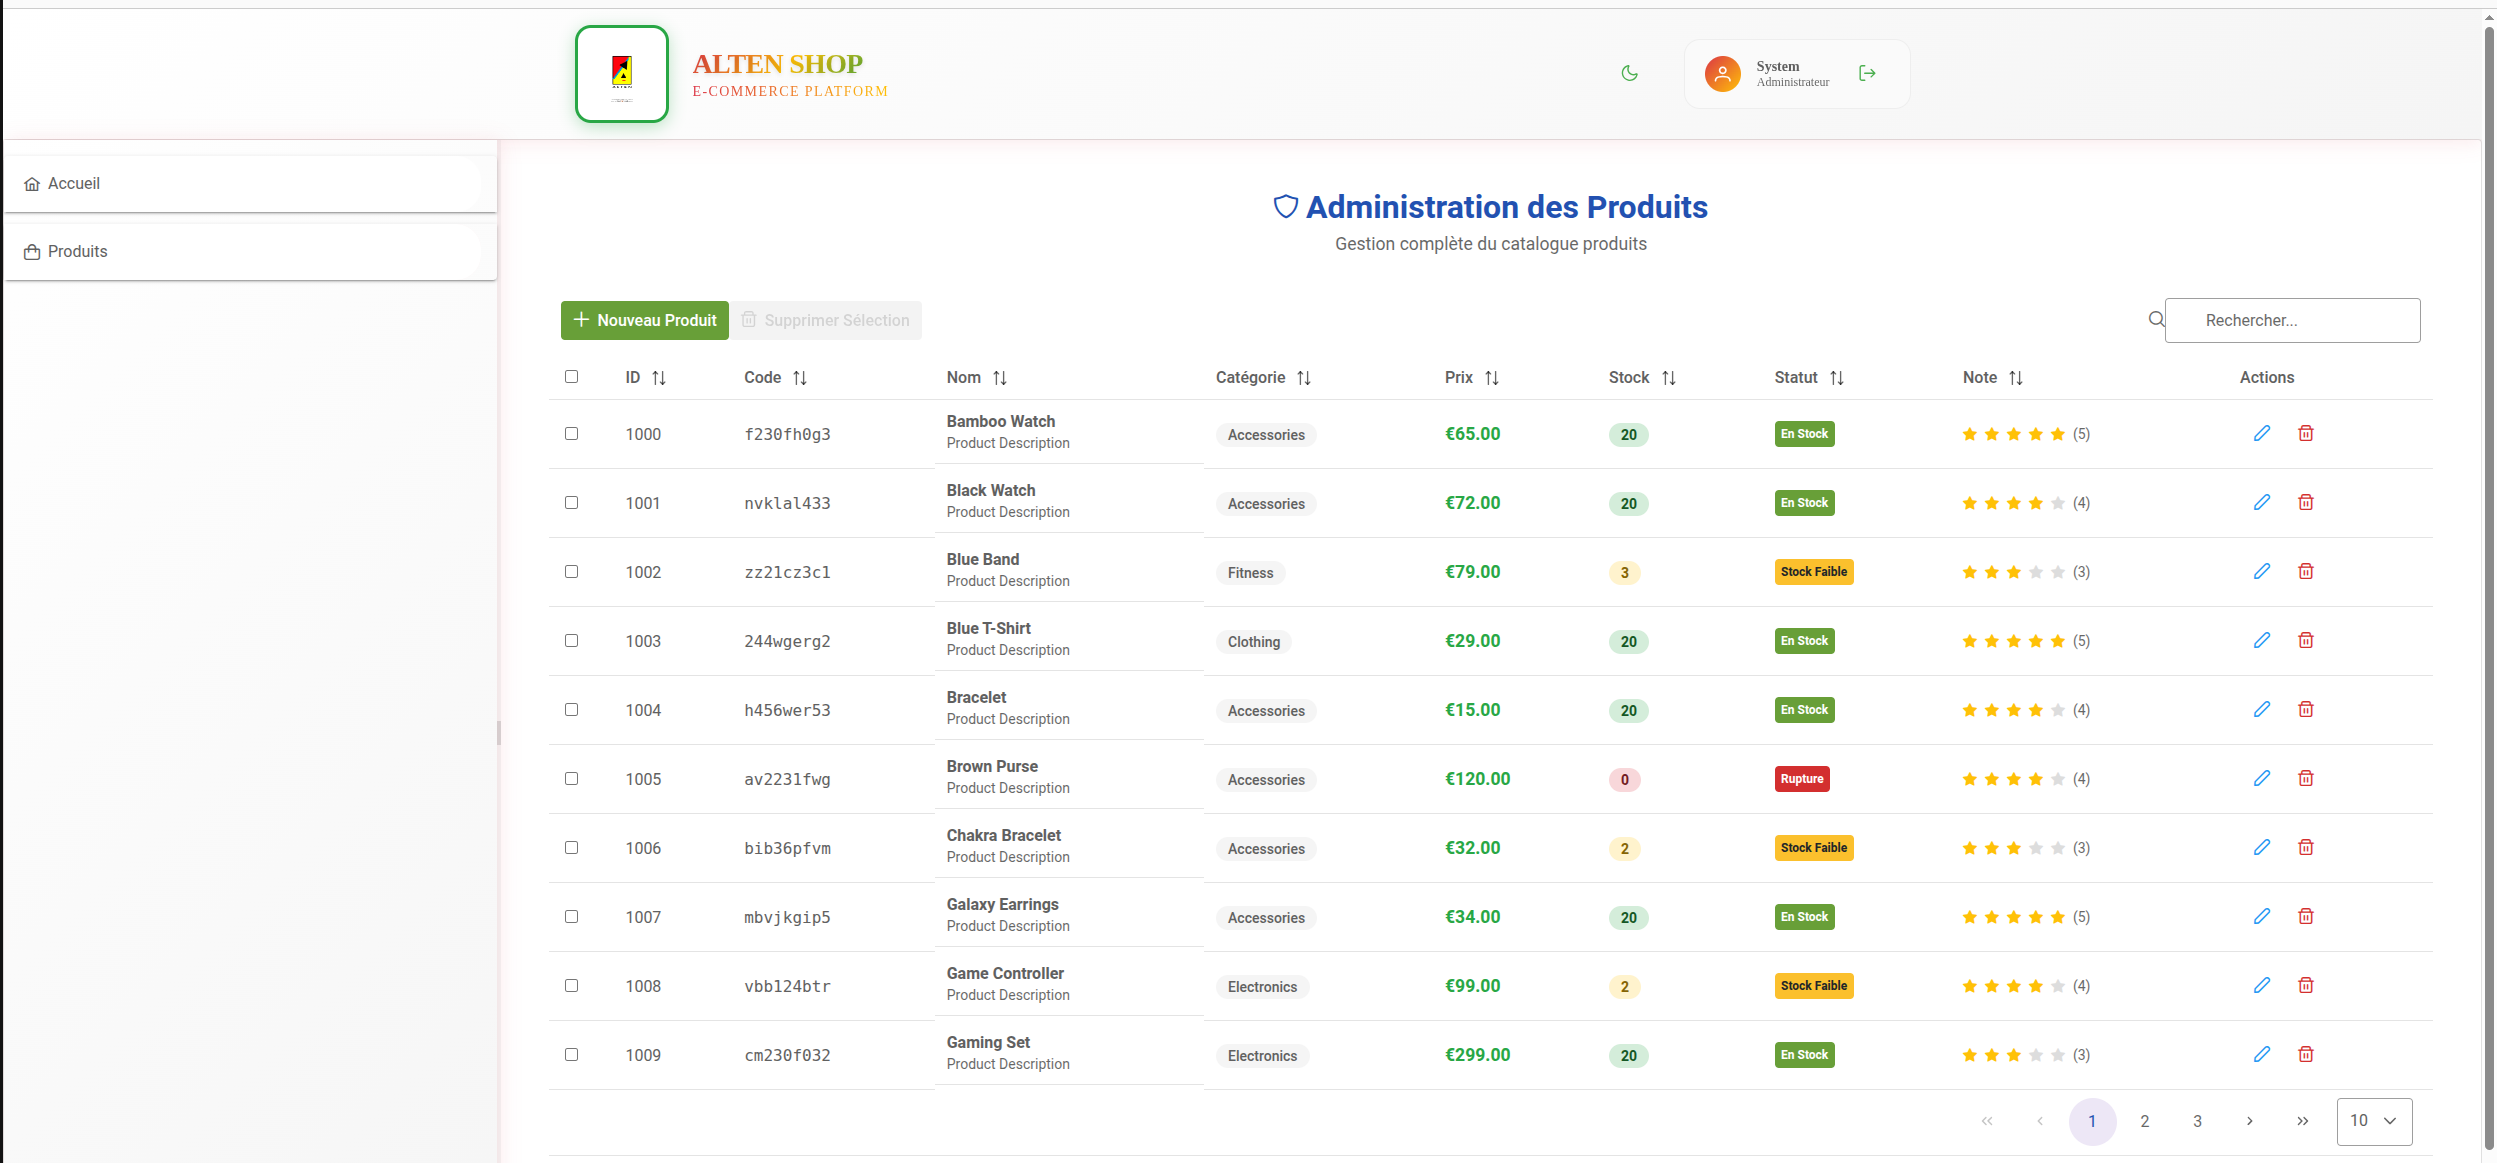 ALTEN SHOP
E-COMMERCE PLATFORM
System
Administrateur
Accueil
Produits
Administration des Produits
Gestion complète du catalogue produits
Nouveau Produit Supprimer Sélection Rechercher...
ID Code Nom Catégorie Prix Stock Statut Note Actions
1000 f230fh0g3 Bamboo Watch Accessories €65.00 20 En Stock (5)
Product Description
1001 nvklal433 Black Watch Accessories €72.00 20 En Stock (4)
Product Description
1002 zz21cz3c1 Blue Band Fitness €79.00 3 Stock Faible (3)
Product Description
1003 244wgerg2 Blue T-Shirt Clothing €29.00 20 En Stock (5)
Product Description
1004 h456wer53 Bracelet Accessories €15.00 20 En Stock (4)
Product Description
1005 av2231fwg Brown Purse Accessories €120.00 0 Rupture (4)
Product Description
1006 bib36pfvm Chakra Bracelet Accessories €32.00 2 Stock Faible (3)
Product Description
1007 mbvjkgip5 Galaxy Earrings Accessories €34.00 20 En Stock (5)
Product Description
1008 vbb124btr Game Controller Electronics €99.00 2 Stock Faible (4)
Product Description
1009 cm230f032 Gaming Set Electronics €299.00 20 En Stock (3)
Product Description
1 2 3 10